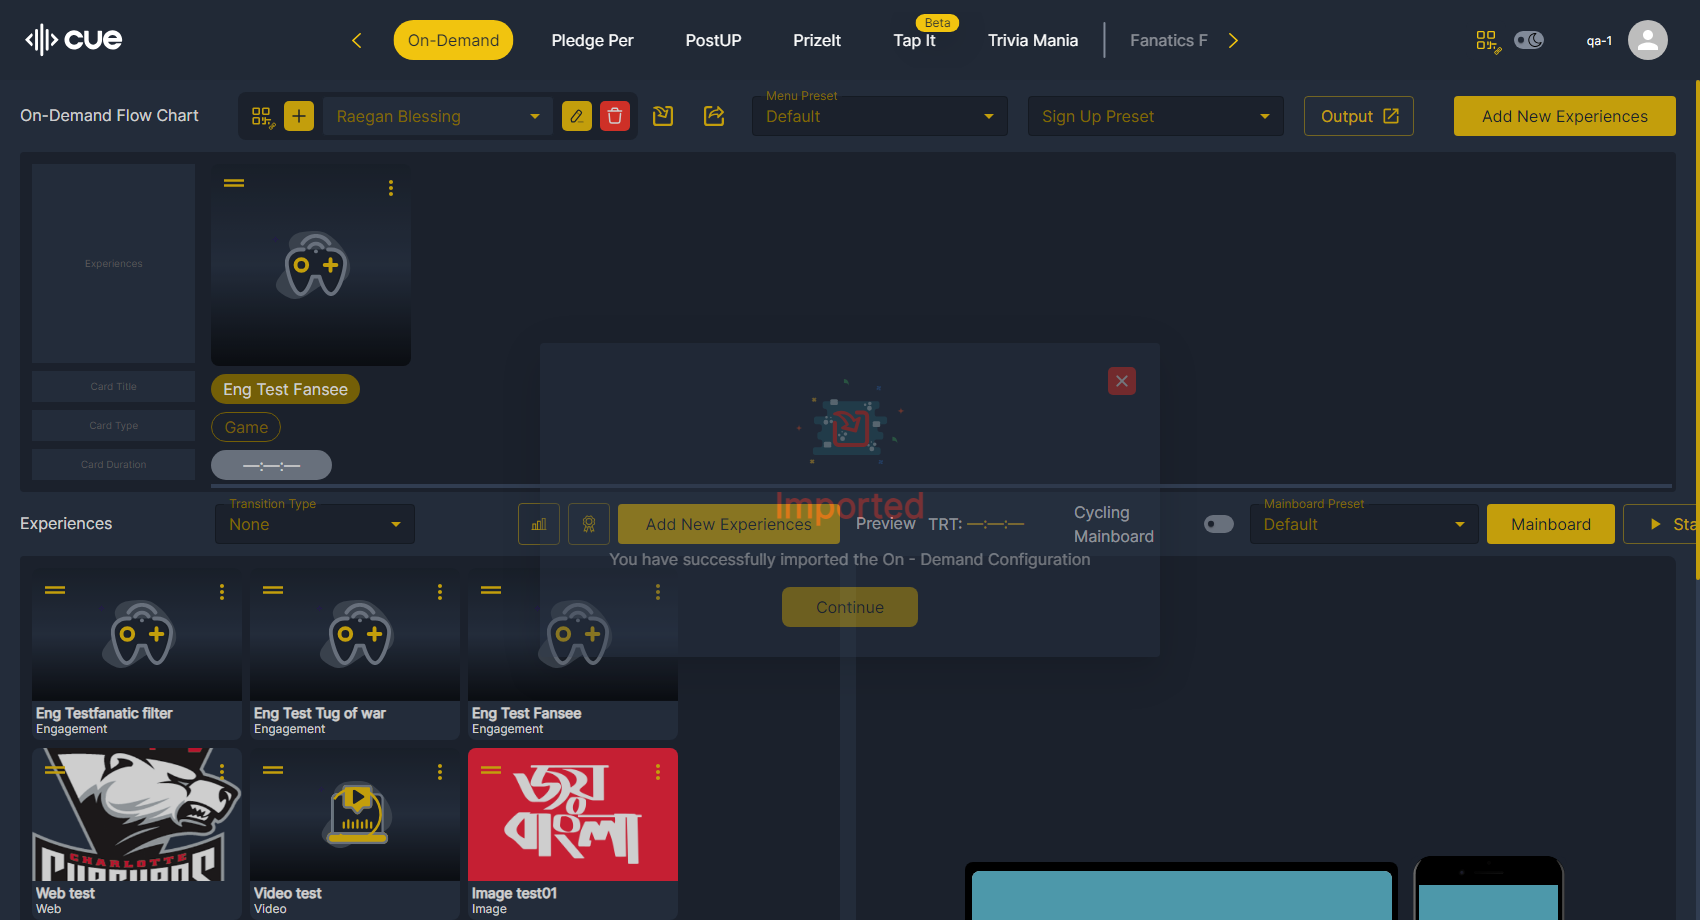 cue
On-Demand
Pledge Per
PostUP
PrizeIt
Beta
Tap It
Trivia Mania
Fanatics F
qa-1
On-Demand Flow Chart
Raegan Blessing
Menu Preset
Default
Sign Up Preset
Output
Add New Experiences
Experiences
Card Title
Card Type
Card Duration
Eng Test Fansee
Game
—:—:—
Imported
You have successfully imported the On - Demand Configuration
Continue
Experiences
Transition Type
None
Add New Experiences
Preview
TRT: —:—:—
Cycling
Mainboard
Mainboard Preset
Default
Mainboard
Sta
Eng Testfanatic filter
Engagement
Eng Test Tug of war
Engagement
Eng Test Fansee
Engagement
CHARLOTTE
Web test
Web
Video test
Video
জয়
বাংলা
Image test01
Image